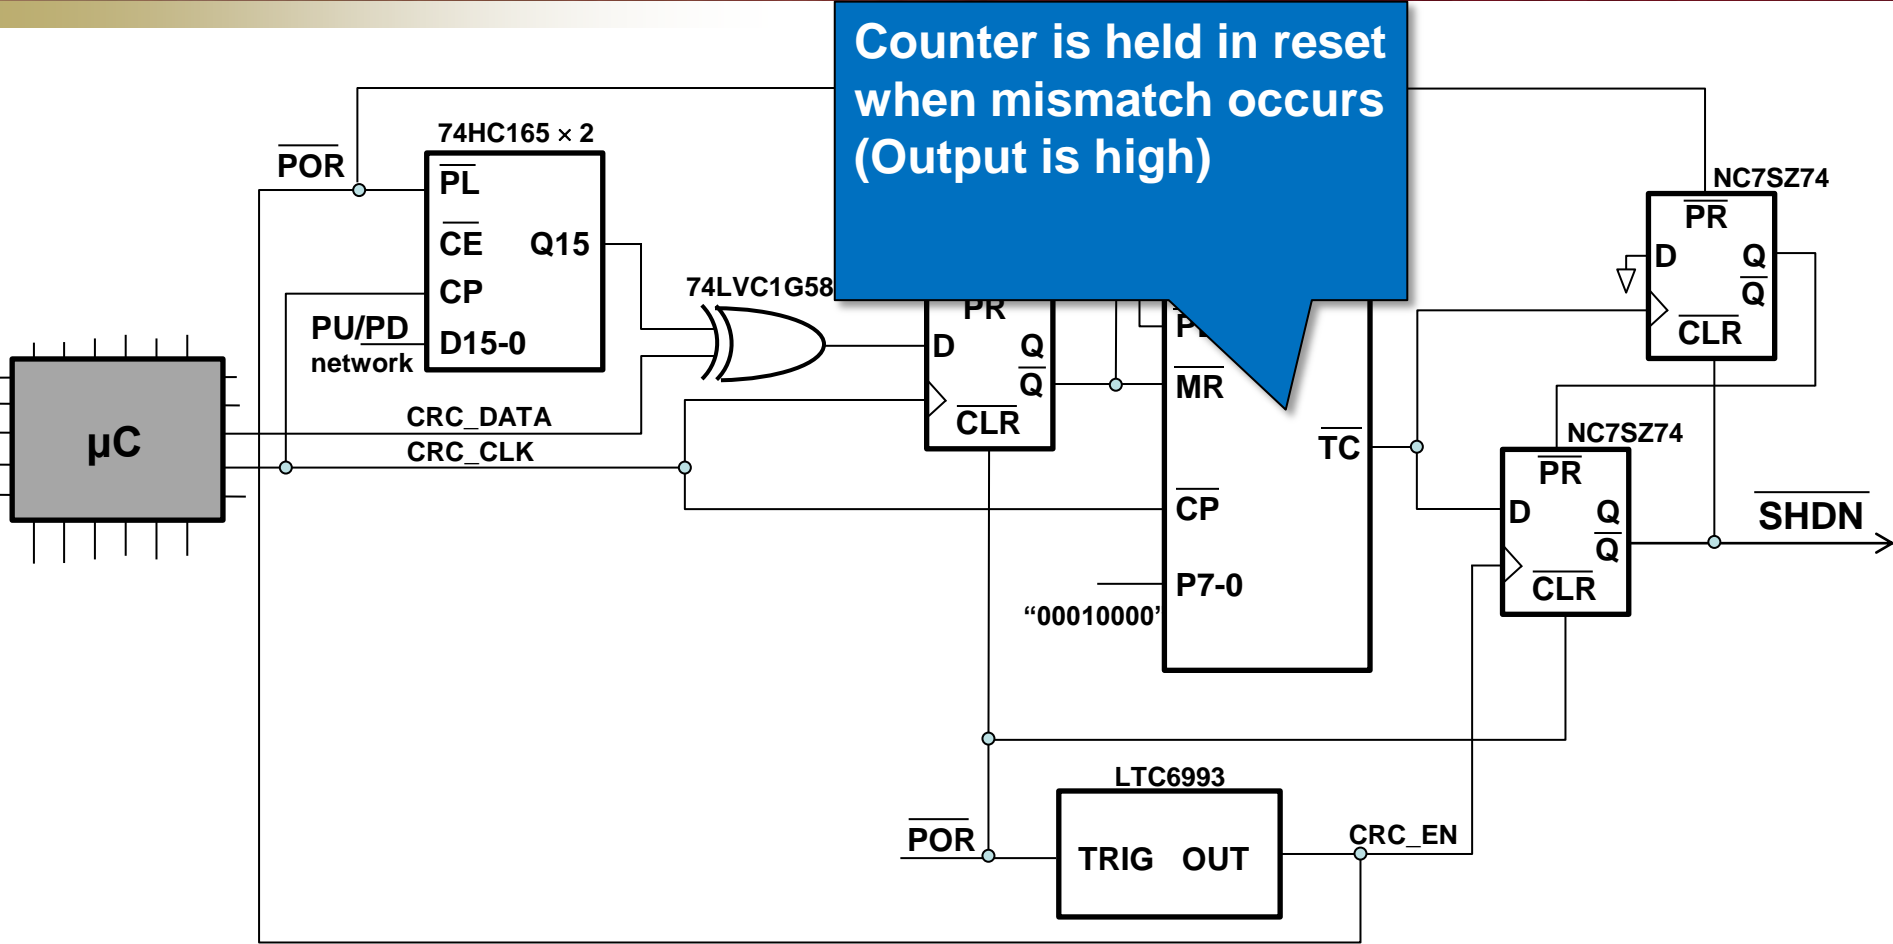 Counter is held in reset
when mismatch occurs
(Output is high)
74HC165 × 2
POR
PL
CE
Q15
CP
PU/PD
network
D15-0
74LVC1G58
PR
D
Q
Q
CLR
MR
TC
CP
P7-0
“00010000’
NC7SZ74
PR
D
Q
Q
CLR
NC7SZ74
PR
D
Q
Q
CLR
SHDN
µC
CRC_DATA
CRC_CLK
LTC6993
POR
TRIG OUT
CRC_EN